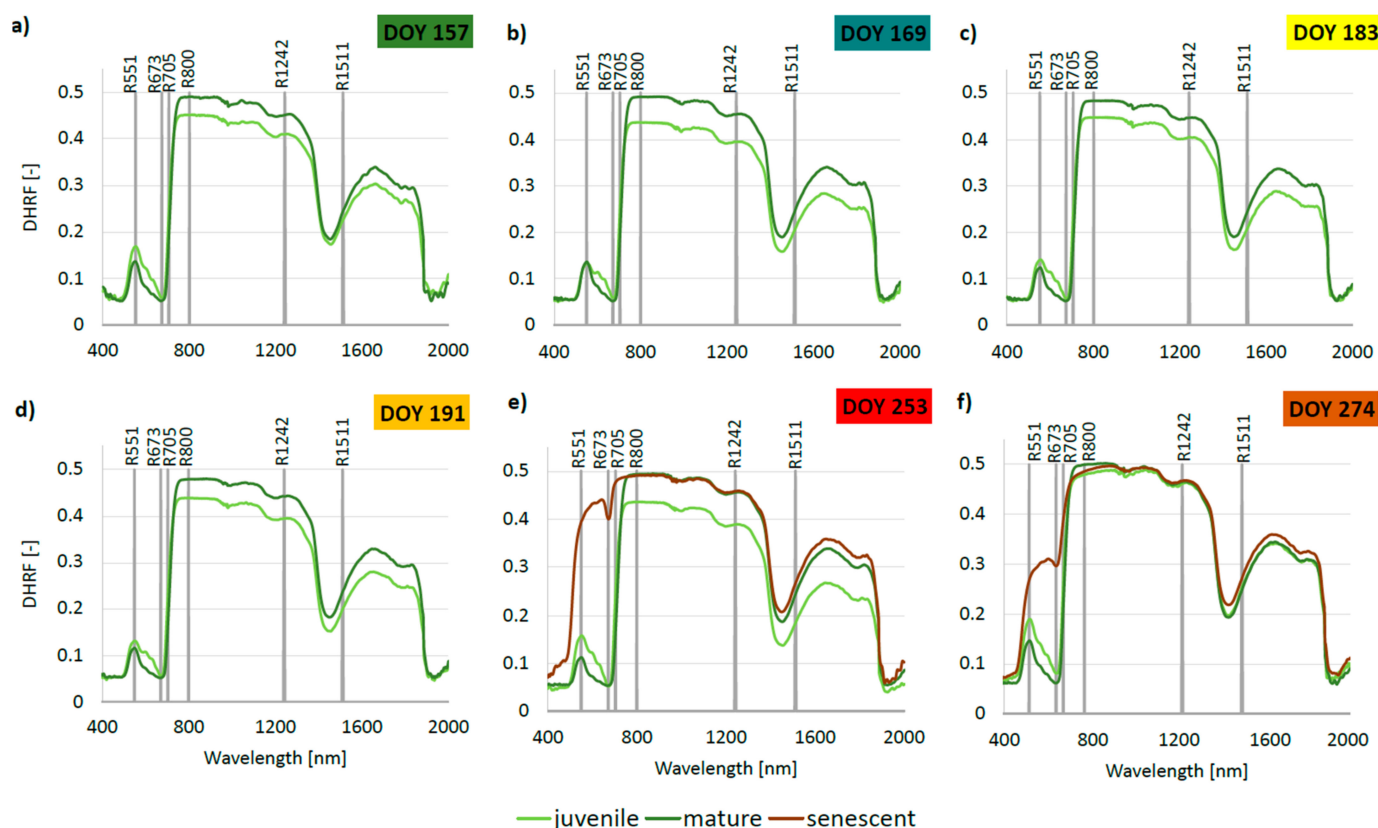 a)
DOY 157
R551
R673
R705
R800
R1242
R1511
DHRF [-]
0.5
0.4
0.3
0.2
0.1
0
400 800 1200 1600 2000
b)
DOY 169
R551
R673
R705
R800
R1242
R1511
0.5
0.4
0.3
0.2
0.1
0
400 800 1200 1600 2000
c)
DOY 183
R551
R673
R705
R800
R1242
R1511
0.5
0.4
0.3
0.2
0.1
0
400 800 1200 1600 2000
d)
DOY 191
R551
R673
R705
R800
R1242
R1511
DHRF [-]
0.5
0.4
0.3
0.2
0.1
0
400 800 1200 1600 2000
Wavelength [nm]
e)
DOY 253
R551
R673
R705
R800
R1242
R1511
0.5
0.4
0.3
0.2
0.1
0
400 800 1200 1600 2000
Wavelength [nm]
f)
DOY 274
R551
R673
R705
R800
R1242
R1511
0.5
0.4
0.3
0.2
0.1
0
400 800 1200 1600 2000
Wavelength [nm]
juvenile mature senescent